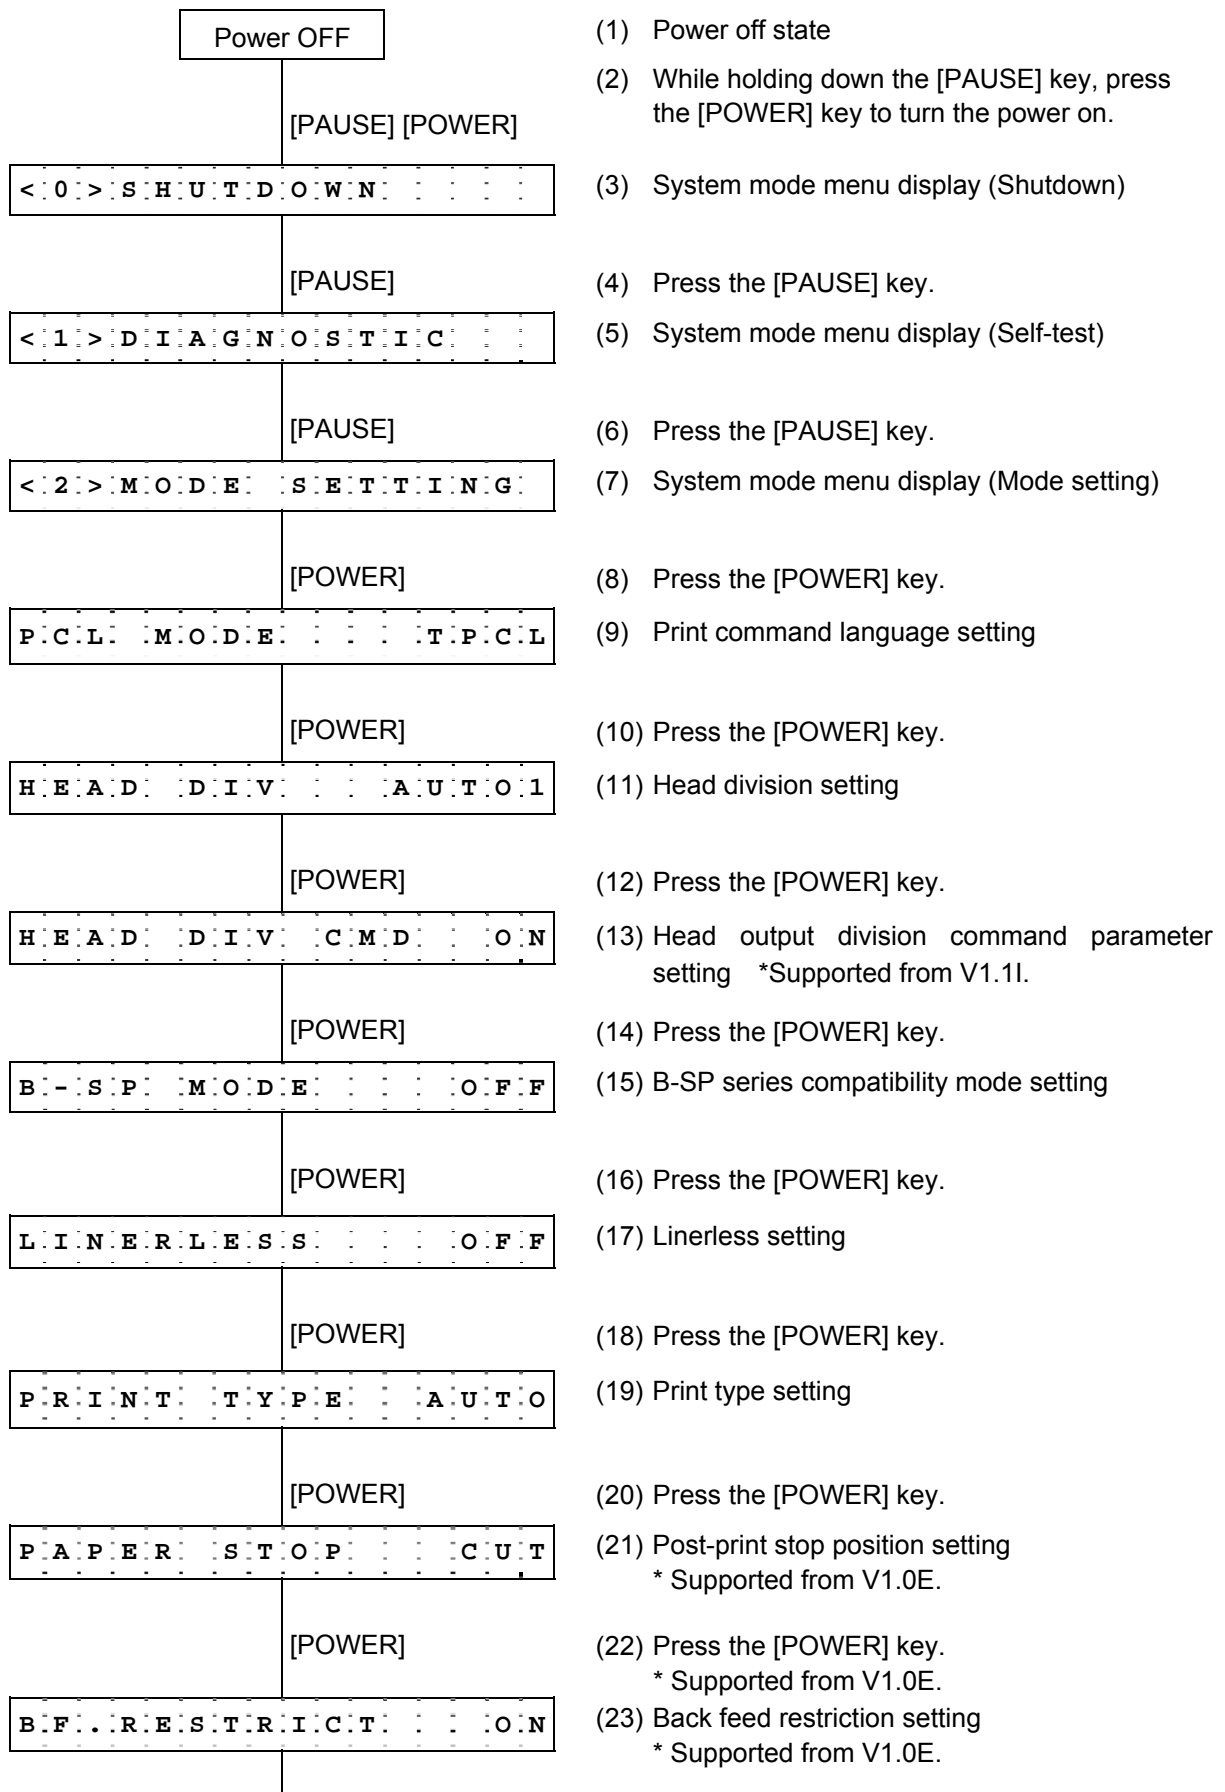 Power OFF
(1) Power off state
[PAUSE] [POWER]
(2) While holding down the [PAUSE] key, press
the [POWER] key to turn the power on.
<0>SHUTDOWN
(3) System mode menu display (Shutdown)
[PAUSE]
(4) Press the [PAUSE] key.
<1>DIAGNOSTIC
(5) System mode menu display (Self-test)
[PAUSE]
(6) Press the [PAUSE] key.
<2>MODE SETTING
(7) System mode menu display (Mode setting)
[POWER]
(8) Press the [POWER] key.
PCL MODE TPCL
(9) Print command language setting
[POWER]
(10) Press the [POWER] key.
HEAD DIV AUTO1
(11) Head division setting
[POWER]
(12) Press the [POWER] key.
HEAD DIV CMD ON
(13) Head output division command parameter
setting *Supported from V1.1I.
[POWER]
(14) Press the [POWER] key.
B-SP MODE OFF
(15) B-SP series compatibility mode setting
[POWER]
(16) Press the [POWER] key.
LINERLESS OFF
(17) Linerless setting
[POWER]
(18) Press the [POWER] key.
PRINT TYPE AUTO
(19) Print type setting
[POWER]
(20) Press the [POWER] key.
PAPER STOP CUT
(21) Post-print stop position setting
* Supported from V1.0E.
[POWER]
(22) Press the [POWER] key.
* Supported from V1.0E.
BF.RESTRICT ON
(23) Back feed restriction setting
* Supported from V1.0E.